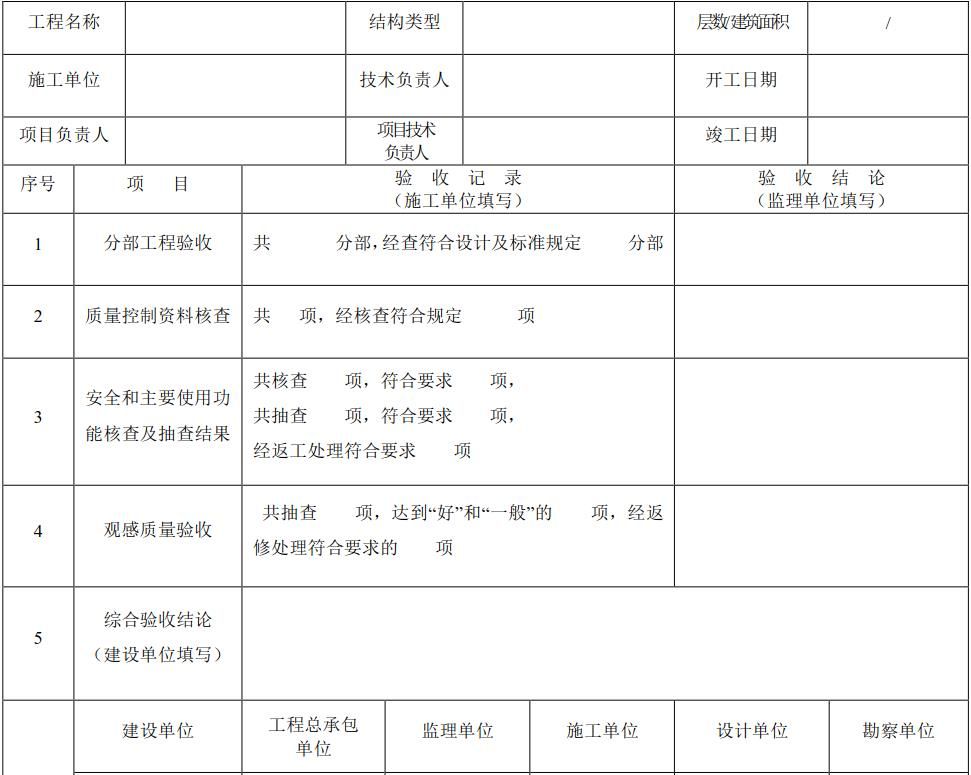 工程名称 结构类型 层数/建筑面积 /
施工单位 技术负责人 开工日期
项目负责人 项目技术负责人 竣工日期
序号 项 目 验 收 记 录 验 收 结 论
（施工单位填写） （监理单位填写）
1 分部工程验收 共 分部，经查符合设计及标准规定 分部
2 质量控制资料核查 共 项，经核查符合规定 项
3 安全和主要使用功
能核查及抽查结果
共核查 项，符合要求 项，
共抽查 项，符合要求 项，
经返工处理符合要求 项
4 观感质量验收
共抽查 项，达到“好”和“一般”的 项，经返
修处理符合要求的 项
5 综合验收结论
（建设单位填写）
建设单位 工程总承包单位 监理单位 施工单位 设计单位 勘察单位